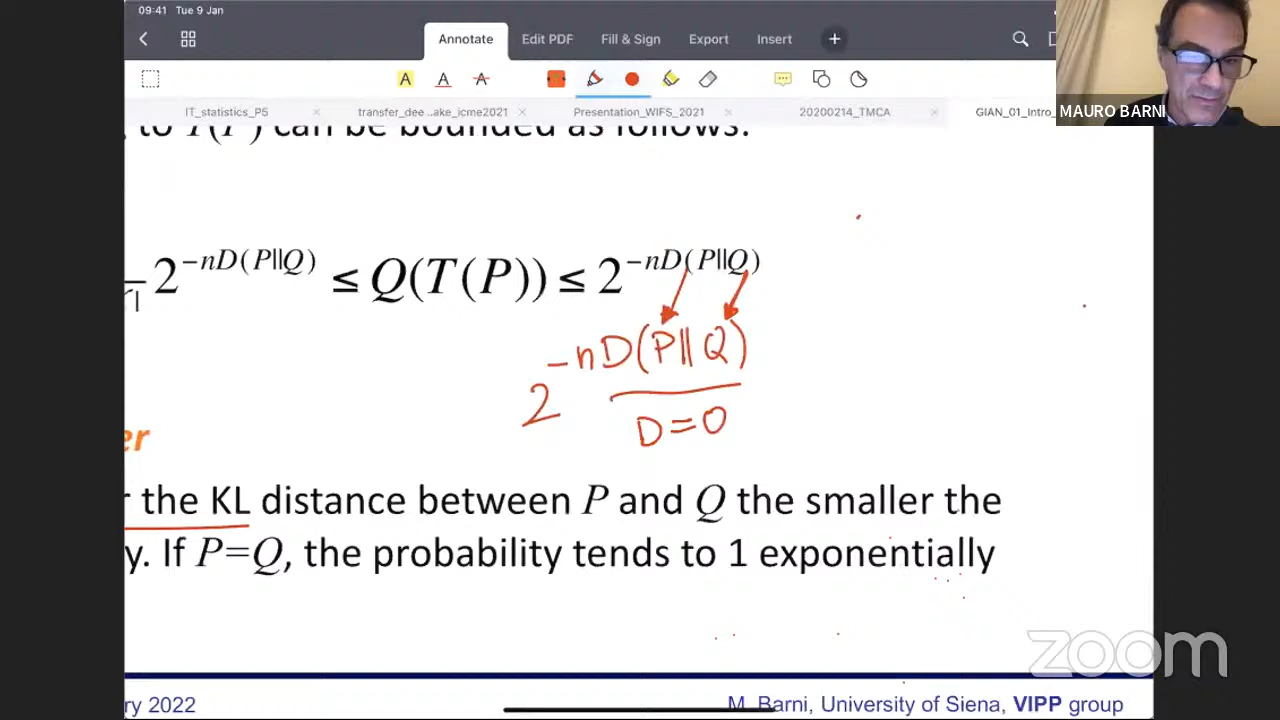 09:41 Tue 9 Jan
Annotate Edit PDF Fill & Sign Export Insert
IT_statistics_P5 transfer_dee...ake_icme2021 Presentation_WIFS_2021 20200214_TMCA GIAN_01_Intro_
MAURO BARNI
to T(P) can be bounded as follows:
2^{-nD(P||Q)} ≤ Q(T(P)) ≤ 2^{-nD(P||Q)}
2^{-nD(P||Q)}
D=0
er
r the KL distance between P and Q the smaller the
y. If P=Q, the probability tends to 1 exponentially
zoom
ry 2022 M. Barni, University of Siena, VIPP group